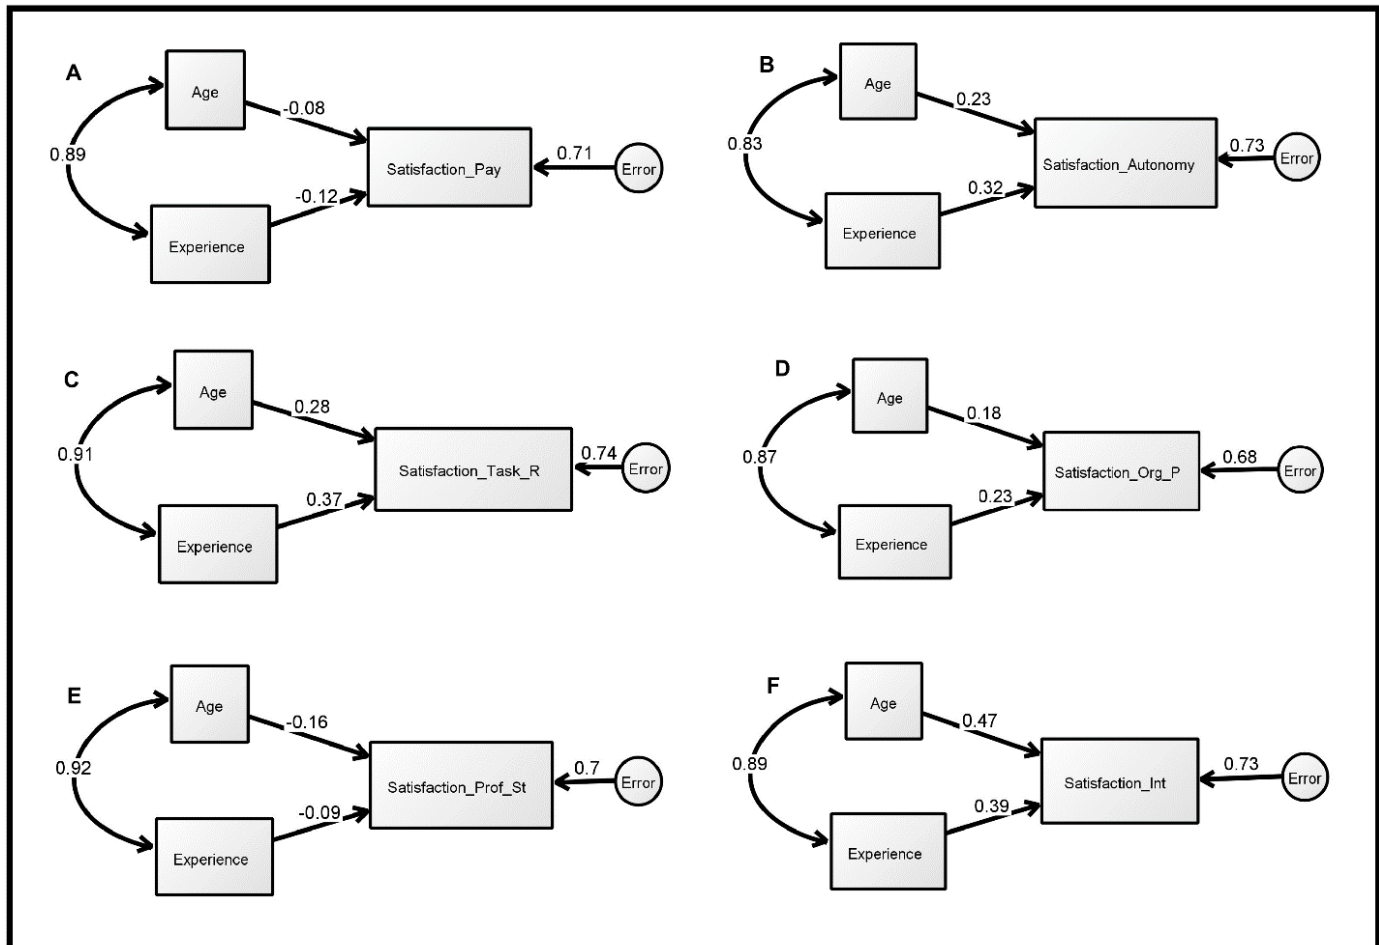 A
Age
-0.08
0.89
Satisfaction_Pay
0.71
Error
-0.12
Experience
B
Age
0.23
0.83
Satisfaction_Autonomy
0.73
Error
0.32
Experience
C
Age
0.28
0.91
Satisfaction_Task_R
0.74
Error
0.37
Experience
D
Age
0.18
0.87
Satisfaction_Org_P
0.68
Error
0.23
Experience
E
Age
-0.16
0.92
Satisfaction_Prof_St
0.7
Error
-0.09
Experience
F
Age
0.47
0.89
Satisfaction_Int
0.73
Error
0.39
Experience